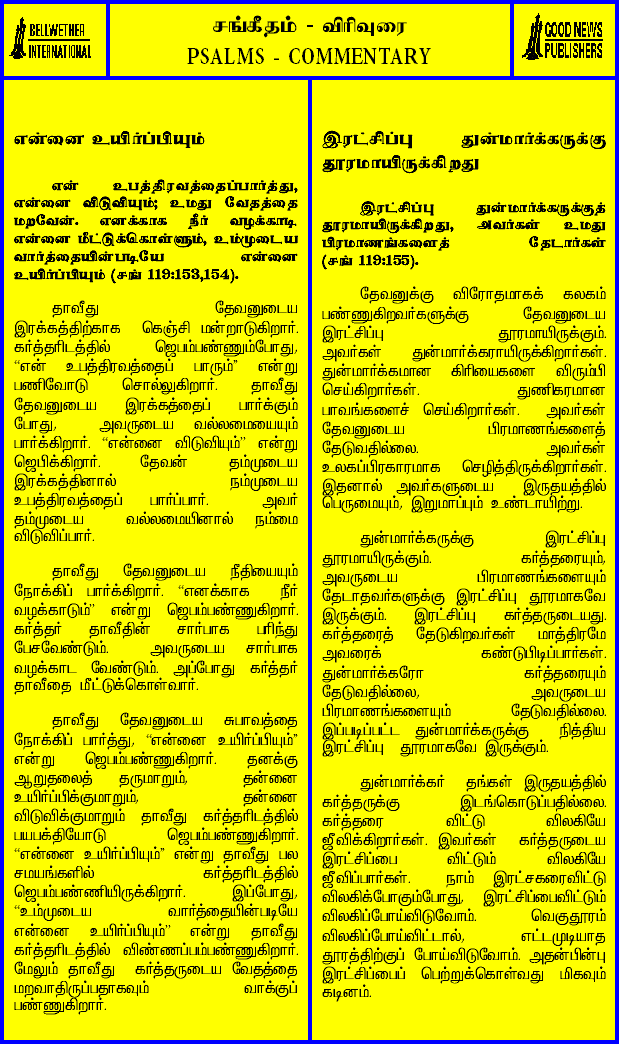 BELLWETHER
INTERNATIONAL
சங்கீதம் - விரிவுரை
PSALMS - COMMENTARY
GOOD NEWS
PUBLISHERS
என்னை உயிர்ப்பியும்
என் உபத்திரவத்தைப்பார்த்து,
என்னை விடுவியும்; உமது வேதத்தை
மறவேன். எனக்காக நீர் வழக்காடி
என்னை மீட்டுக்கொள்ளும், உம்முடைய
வார்த்தையின்படியே என்னை
உயிர்ப்பியும் (சங் 119:153,154).
தாவீது தேவனுடைய
இரக்கத்திற்காக கெஞ்சி மன்றாடுகிறார்.
கர்த்தரிடத்தில் ஜெபம்பண்ணும்போது,
“என் உபத்திரவத்தைப் பாரும்” என்று
பணிவோடு சொல்லுகிறார். தாவீது
தேவனுடைய இரக்கத்தைப் பார்க்கும்
போது, அவருடைய வல்லமையையும்
பார்க்கிறார். “என்னை விடுவியும்” என்று
ஜெபிக்கிறார். தேவன் தம்முடைய
இரக்கத்தினால் நம்முடைய
உபத்திரவத்தைப் பார்ப்பார். அவர்
தம்முடைய வல்லமையினால் நம்மை
விடுவிப்பார்.
தாவீது தேவனுடைய நீதியையும்
நோக்கிப் பார்க்கிறார். “எனக்காக நீர்
வழக்காடும்” என்று ஜெபம்பண்ணுகிறார்.
கர்த்தர் தாவீதின் சார்பாக பரிந்து
பேசவேண்டும். அவருடைய சார்பாக
வழக்காட வேண்டும். அப்போது கர்த்தர்
தாவீதை மீட்டுக்கொள்வார்.
தாவீது தேவனுடைய சுபாவத்தை
நோக்கிப் பார்த்து, “என்னை உயிர்ப்பியும்”
என்று ஜெபம்பண்ணுகிறார். தனக்கு
ஆறுதலைத் தருமாறும், தன்னை
உயிர்ப்பிக்குமாறும், தன்னை
விடுவிக்குமாறும் தாவீது கர்த்தரிடத்தில்
பயபக்தியோடு ஜெபம்பண்ணுகிறார்.
“என்னை உயிர்ப்பியும்” என்று தாவீது பல
சமயங்களில் கர்த்தரிடத்தில்
ஜெபம்பண்ணியிருக்கிறார். இப்போது,
“உம்முடைய வார்த்தையின்படியே
என்னை உயிர்ப்பியும்” என்று தாவீது
கர்த்தரிடத்தில் விண்ணப்பம்பண்ணுகிறார்.
மேலும் தாவீது கர்த்தருடைய வேதத்தை
மறவாதிருப்பதாகவும் வாக்குப்
பண்ணுகிறார்.
இரட்சிப்பு துன்மார்க்கருக்கு
தூரமாயிருக்கிறது
இரட்சிப்பு துன்மார்க்கருக்குத்
தூரமாயிருக்கிறது, அவர்கள் உமது
பிரமாணங்களைத் தேடார்கள்
(சங் 119:155).
தேவனுக்கு விரோதமாகக் கலகம்
பண்ணுகிறவர்களுக்கு தேவனுடைய
இரட்சிப்பு தூரமாயிருக்கும்.
அவர்கள் துன்மார்க்கராயிருக்கிறார்கள்.
துன்மார்க்கமான கிரியைகளை விரும்பி
செய்கிறார்கள். துணிகரமான
பாவங்களைச் செய்கிறார்கள். அவர்கள்
தேவனுடைய பிரமாணங்களைத்
தேடுவதில்லை. அவர்கள்
உலகப்பிரகாரமாக செழித்திருக்கிறார்கள்.
இதனால் அவர்களுடைய இருதயத்தில்
பெருமையும், இறுமாப்பும் உண்டாயிற்று.
துன்மார்க்கருக்கு இரட்சிப்பு
தூரமாயிருக்கும். கர்த்தரையும்,
அவருடைய பிரமாணங்களையும்
தேடாதவர்களுக்கு இரட்சிப்பு தூரமாகவே
இருக்கும். இரட்சிப்பு கர்த்தருடையது.
கர்த்தரைத் தேடுகிறவர்கள் மாத்திரமே
அவரைக் கண்டுபிடிப்பார்கள்.
துன்மார்க்கரோ கர்த்தரையும்
தேடுவதில்லை, அவருடைய
பிரமாணங்களையும் தேடுவதில்லை.
இப்படிப்பட்ட துன்மார்க்கருக்கு நித்திய
இரட்சிப்பு தூரமாகவே இருக்கும்.
துன்மார்க்கர் தங்கள் இருதயத்தில்
கர்த்தருக்கு இடங்கொடுப்பதில்லை.
கர்த்தரை விட்டு விலகியே
ஜீவிக்கிறார்கள். இவர்கள் கர்த்தருடைய
இரட்சிப்பை விட்டும் விலகியே
ஜீவிப்பார்கள். நாம் இரட்சகரைவிட்டு
விலகிக்போகும்போது, இரட்சிப்பைவிட்டும்
விலகிப்போய்விடுவோம். வெகுதூரம்
விலகிப்போய்விட்டால், எட்டமுடியாத
தூரத்திற்குப் போய்விடுவோம். அதன்பின்பு
இரட்சிப்பைப் பெற்றுக்கொள்வது மிகவும்
கடினம்.